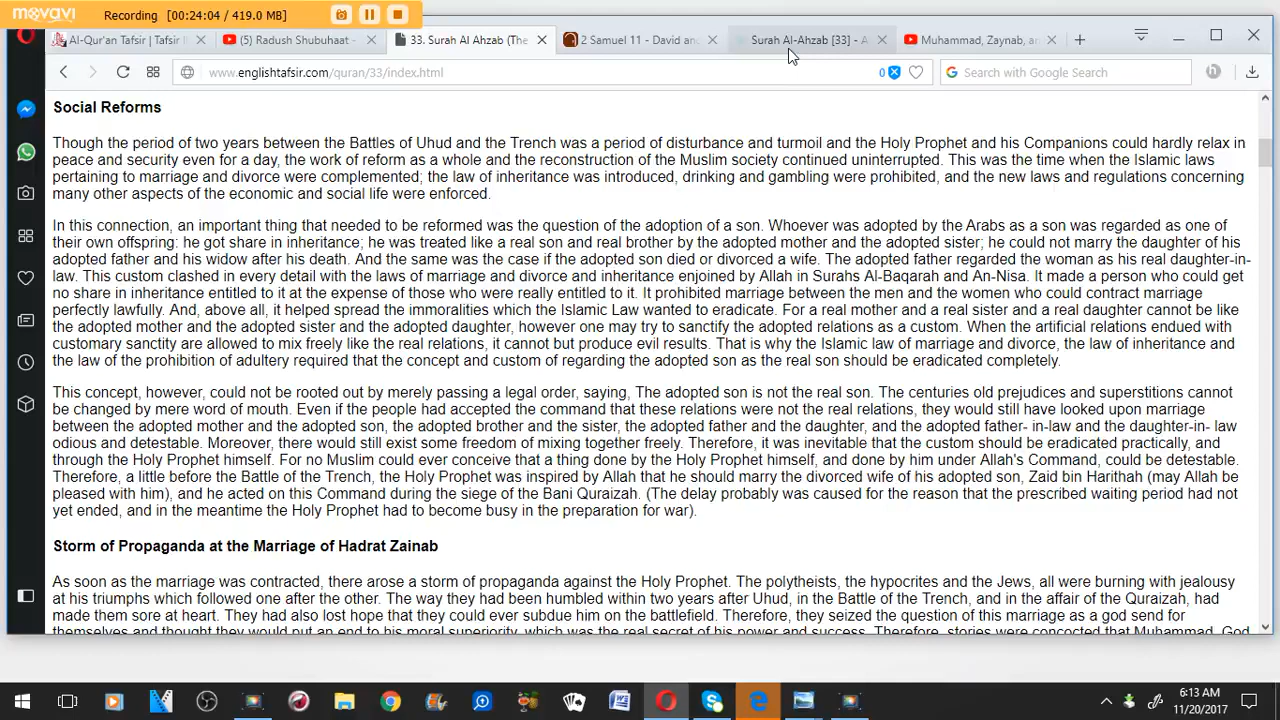 movavi
Recording [00:24:04 / 419.0 MB]
Al-Qur'an Tafsir | Tafsir I
(5) Radush Shubuhaat -
33. Surah Al Ahzab (The
2 Samuel 11 - David and
Surah Al-Ahzab [33] - A
Muhammad, Zaynab, an
www.englishtafsir.com/quran/33/index.html
0
Search with Google Search
Social Reforms
Though the period of two years between the Battles of Uhud and the Trench was a period of disturbance and turmoil and the Holy Prophet and his Companions could hardly relax in
peace and security even for a day, the work of reform as a whole and the reconstruction of the Muslim society continued uninterrupted. This was the time when the Islamic laws
pertaining to marriage and divorce were complemented; the law of inheritance was introduced, drinking and gambling were prohibited, and the new laws and regulations concerning
many other aspects of the economic and social life were enforced.
In this connection, an important thing that needed to be reformed was the question of the adoption of a son. Whoever was adopted by the Arabs as a son was regarded as one of
their own offspring: he got share in inheritance; he was treated like a real son and real brother by the adopted mother and the adopted sister; he could not marry the daughter of his
adopted father and his widow after his death. And the same was the case if the adopted son died or divorced a wife. The adopted father regarded the woman as his real daughter-in-
law. This custom clashed in every detail with the laws of marriage and divorce and inheritance enjoined by Allah in Surahs Al-Baqarah and An-Nisa. It made a person who could get
no share in inheritance entitled to it at the expense of those who were really entitled to it. It prohibited marriage between the men and the women who could contract marriage
perfectly lawfully. And, above all, it helped spread the immoralities which the Islamic Law wanted to eradicate. For a real mother and a real sister and a real daughter cannot be like
the adopted mother and the adopted sister and the adopted daughter, however one may try to sanctify the adopted relations as a custom. When the artificial relations endued with
customary sanctity are allowed to mix freely like the real relations, it cannot but produce evil results. That is why the Islamic law of marriage and divorce, the law of inheritance and
the law of the prohibition of adultery required that the concept and custom of regarding the adopted son as the real son should be eradicated completely.
This concept, however, could not be rooted out by merely passing a legal order, saying, The adopted son is not the real son. The centuries old prejudices and superstitions cannot
be changed by mere word of mouth. Even if the people had accepted the command that these relations were not the real relations, they would still have looked upon marriage
between the adopted mother and the adopted son, the adopted brother and the sister, the adopted father and the daughter, and the adopted father- in-law and the daughter-in- law
odious and detestable. Moreover, there would still exist some freedom of mixing together freely. Therefore, it was inevitable that the custom should be eradicated practically, and
through the Holy Prophet himself. For no Muslim could ever conceive that a thing done by the Holy Prophet himself, and done by him under Allah's Command, could be detestable.
Therefore, a little before the Battle of the Trench, the Holy Prophet was inspired by Allah that he should marry the divorced wife of his adopted son, Zaid bin Harithah (may Allah be
pleased with him), and he acted on this Command during the siege of the Bani Quraizah. (The delay probably was caused for the reason that the prescribed waiting period had not
yet ended, and in the meantime the Holy Prophet had to become busy in the preparation for war).
Storm of Propaganda at the Marriage of Hadrat Zainab
As soon as the marriage was contracted, there arose a storm of propaganda against the Holy Prophet. The polytheists, the hypocrites and the Jews, all were burning with jealousy
at his triumphs which followed one after the other. The way they had been humbled within two years after Uhud, in the Battle of the Trench, and in the affair of the Quraizah, had
made them sore at heart. They had also lost hope that they could ever subdue him on the battlefield. Therefore, they seized the question of this marriage as a god send for
themselves and thought they would put an end to his moral superiority, which was the real secret of his power and success. Therefore, stories were concocted that Muhammad, God
6:13 AM
11/20/2017